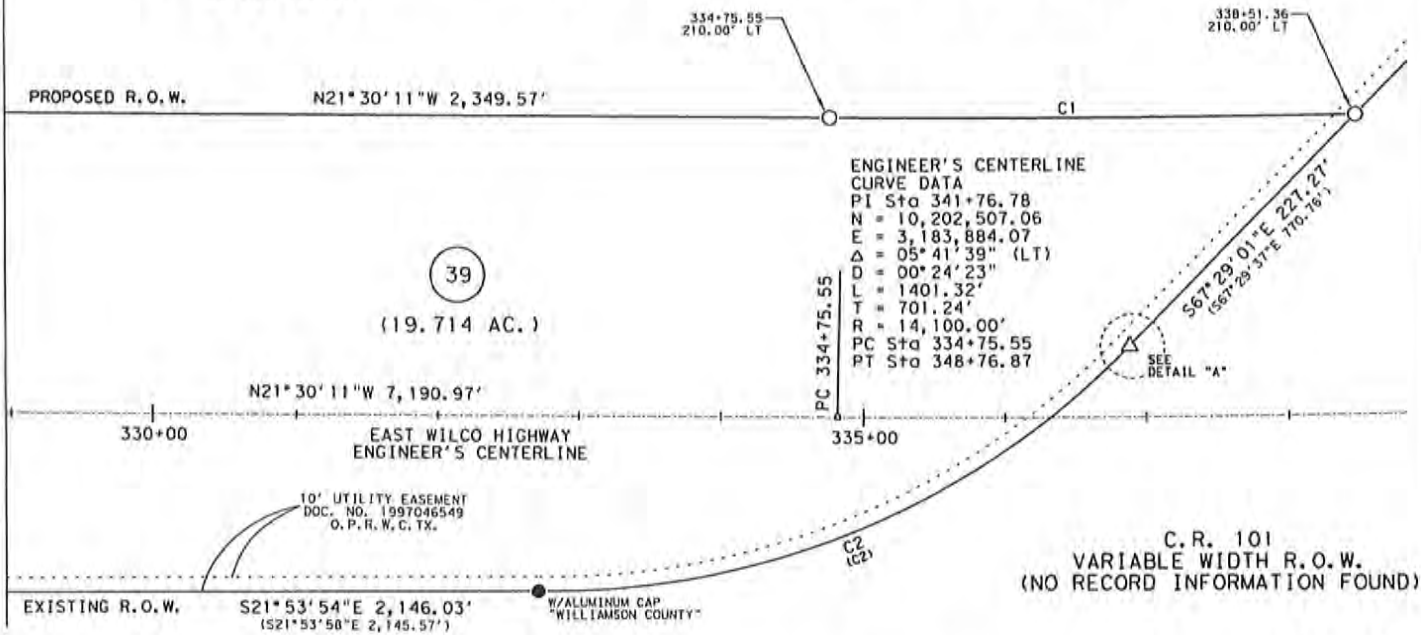 334+75.55
210.00' LT
338+51.36
210.00' LT
PROPOSED R.O.W.
N21°30'11"W 2,349.57'
C1
ENGINEER'S CENTERLINE
CURVE DATA
PI Sta 341+76.78
N = 10,202,507.06
E = 3,183,884.07
Δ = 05°41'39" (LT)
D = 00°24'23"
L = 1401.32'
T = 701.24'
R = 14,100.00'
PC Sta 334+75.55
PT Sta 348+76.87
S67°29'01"E 227.27'
(S67°29'37"E 770.76')
39
(19.714 AC.)
PC 334+75.55
SEE
DETAIL "A"
N21°30'11"W 7,190.97'
330+00
335+00
EAST WILCO HIGHWAY
ENGINEER'S CENTERLINE
10' UTILITY EASEMENT
DOC. NO. 1997046549
O.P.R.W.C.TX.
C2
(C2)
C.R. 101
VARIABLE WIDTH R.O.W.
(NO RECORD INFORMATION FOUND)
EXISTING R.O.W.
S21°53'54"E 2,146.03'
(S21°53'58"E 2,145.57')
W/ALUMINUM CAP
"WILLIAMSON COUNTY"